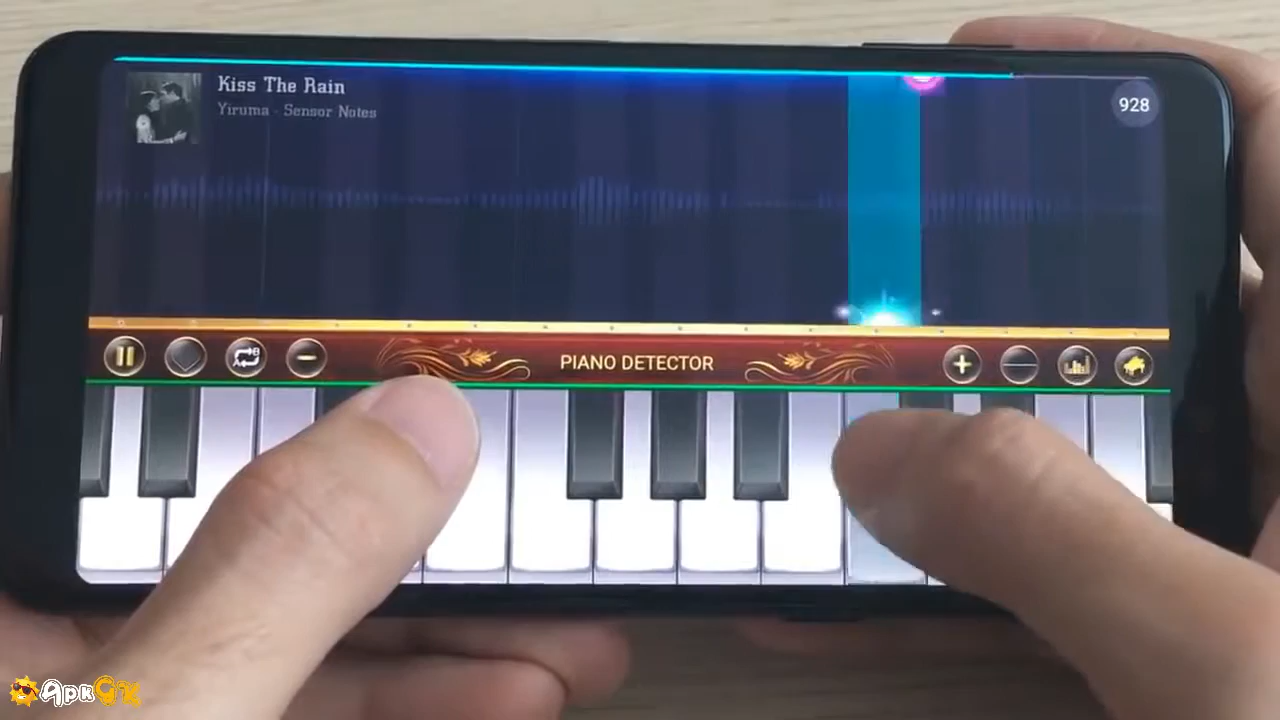 Kiss The Rain
Yiruma - Sensor Notes
928
PIANO DETECTOR
ApkGK